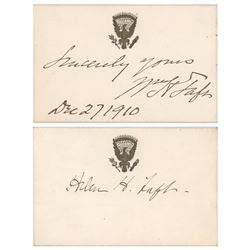 Sincerely yours
Wm H Taft
Dec 27 1910
Helen H. Taft.